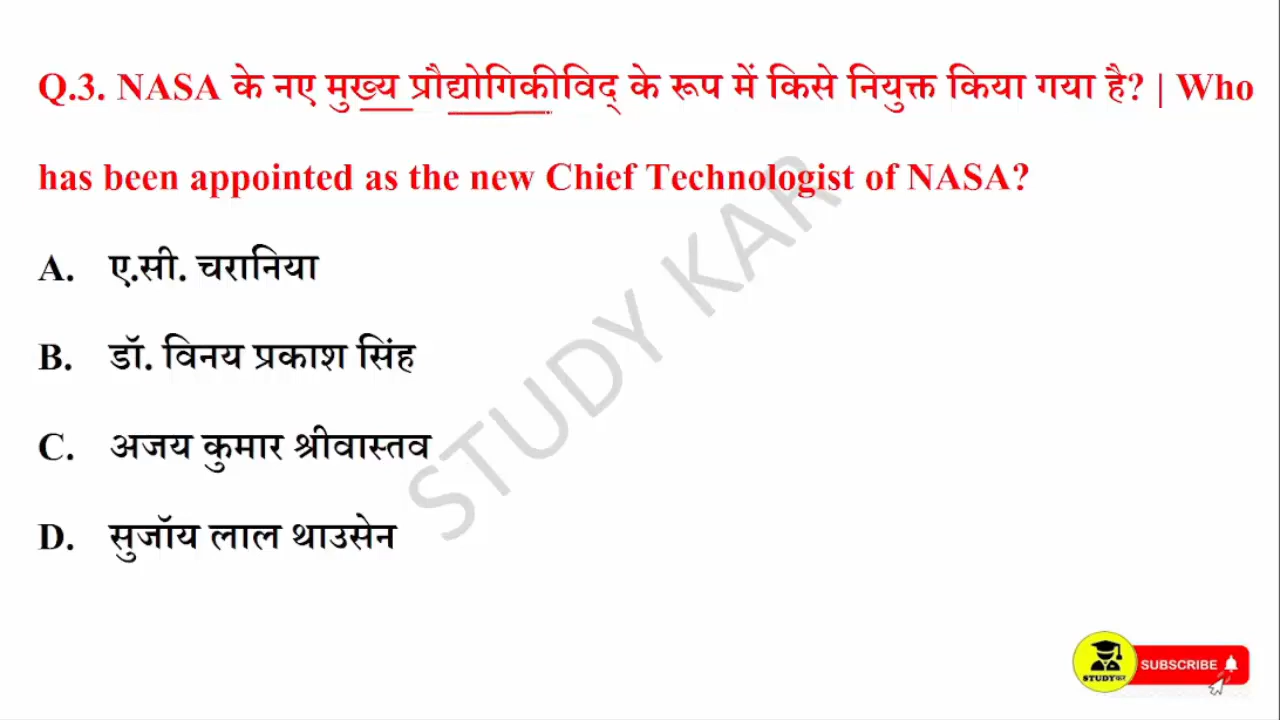 Q.3. NASA के नए मुख्य प्रौद्योगिकीविद् के रूप में किसे नियुक्त किया गया है? | Who
has been appointed as the new Chief Technologist of NASA?
A. ए.सी. चरानिया
B. डॉ. विनय प्रकाश सिंह
C. अजय कुमार श्रीवास्तव
D. सुजॉय लाल थाउसेन
STUDY KAR
STUDYकर
SUBSCRIBE